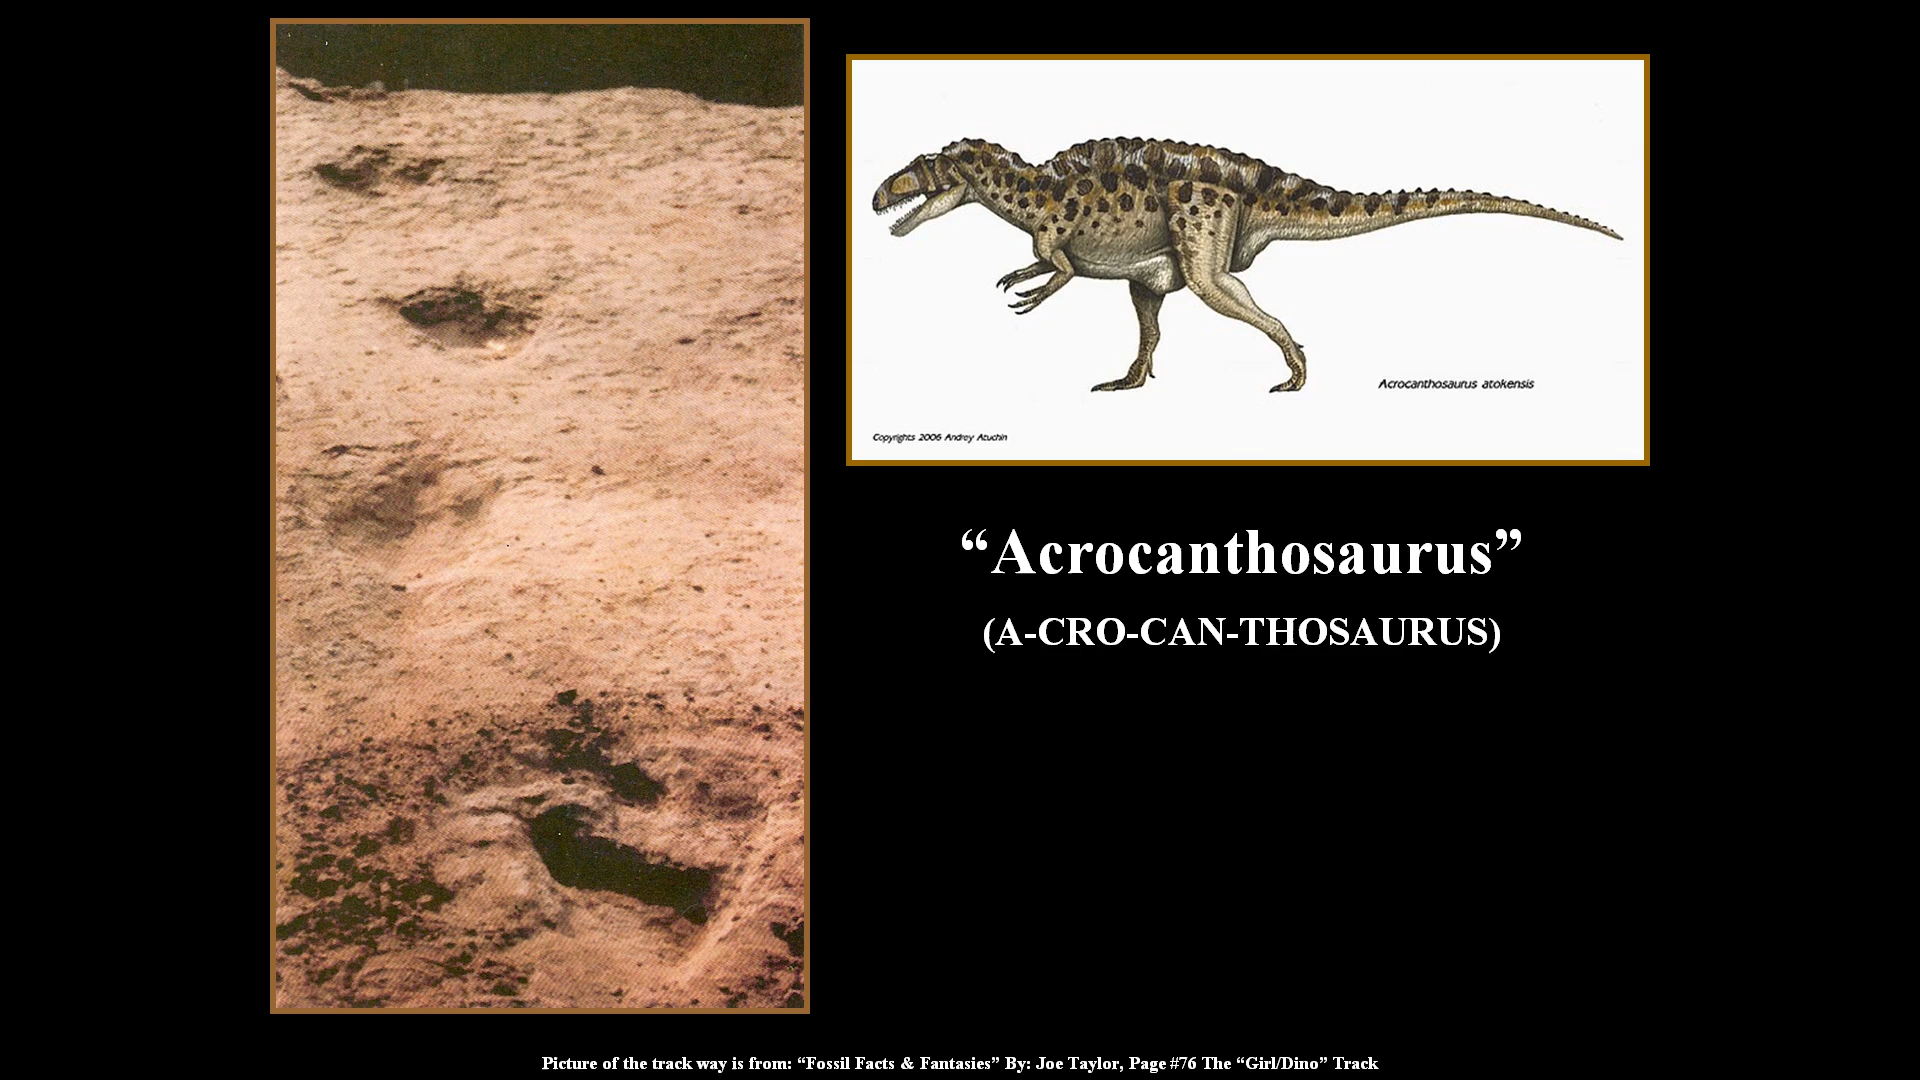 Acrocanthosaurus atokensis
Copyrights 2006 Andrey Atuchin
“Acrocanthosaurus”
(A-CRO-CAN-THOSAURUS)
Picture of the track way is from: “Fossil Facts & Fantasies” By: Joe Taylor, Page #76 The “Girl/Dino” Track